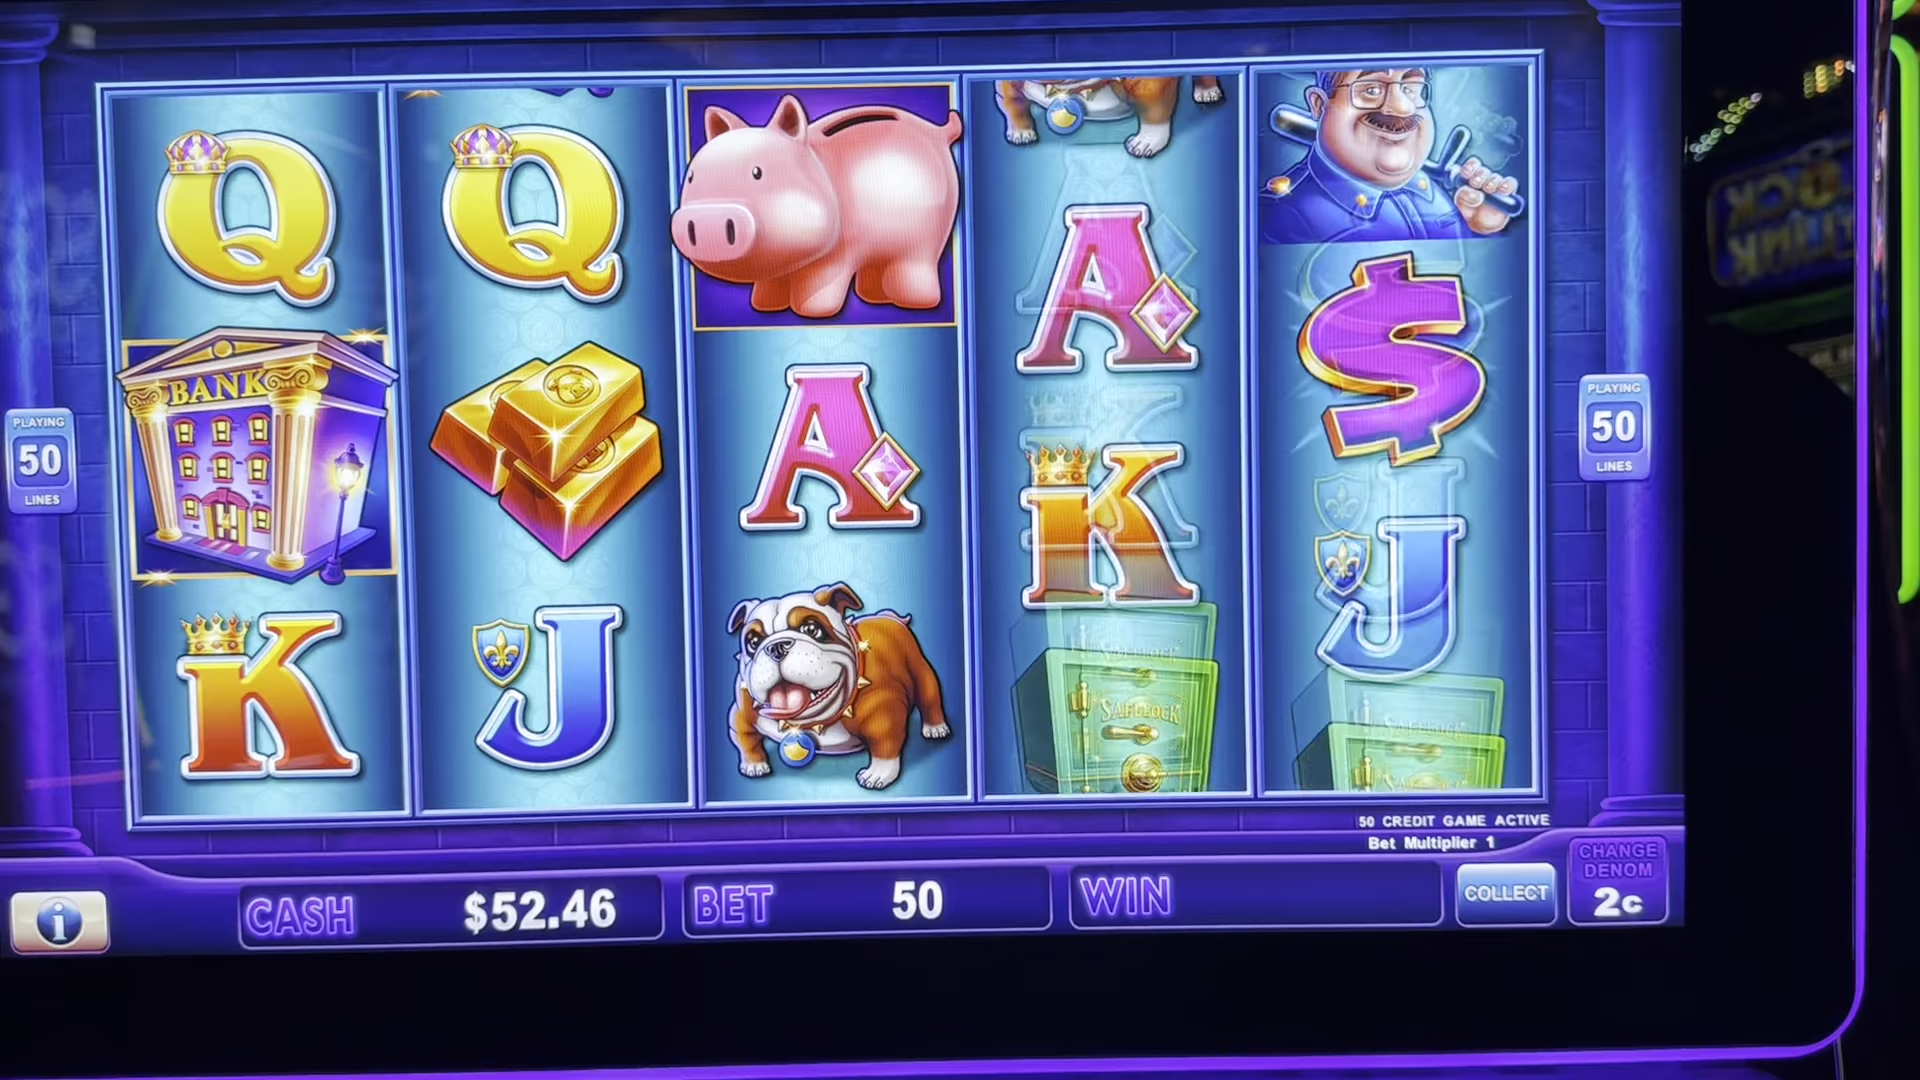 Q
Q
A
$
PLAYING
50
LINES
BANK
A
K
J
PLAYING
50
LINES
K
J
SAFELOCK
50 CREDIT GAME ACTIVE
Bet Multiplier 1
CASH $52.46
BET 50
WIN
COLLECT
CHANGE
DENOM
2c